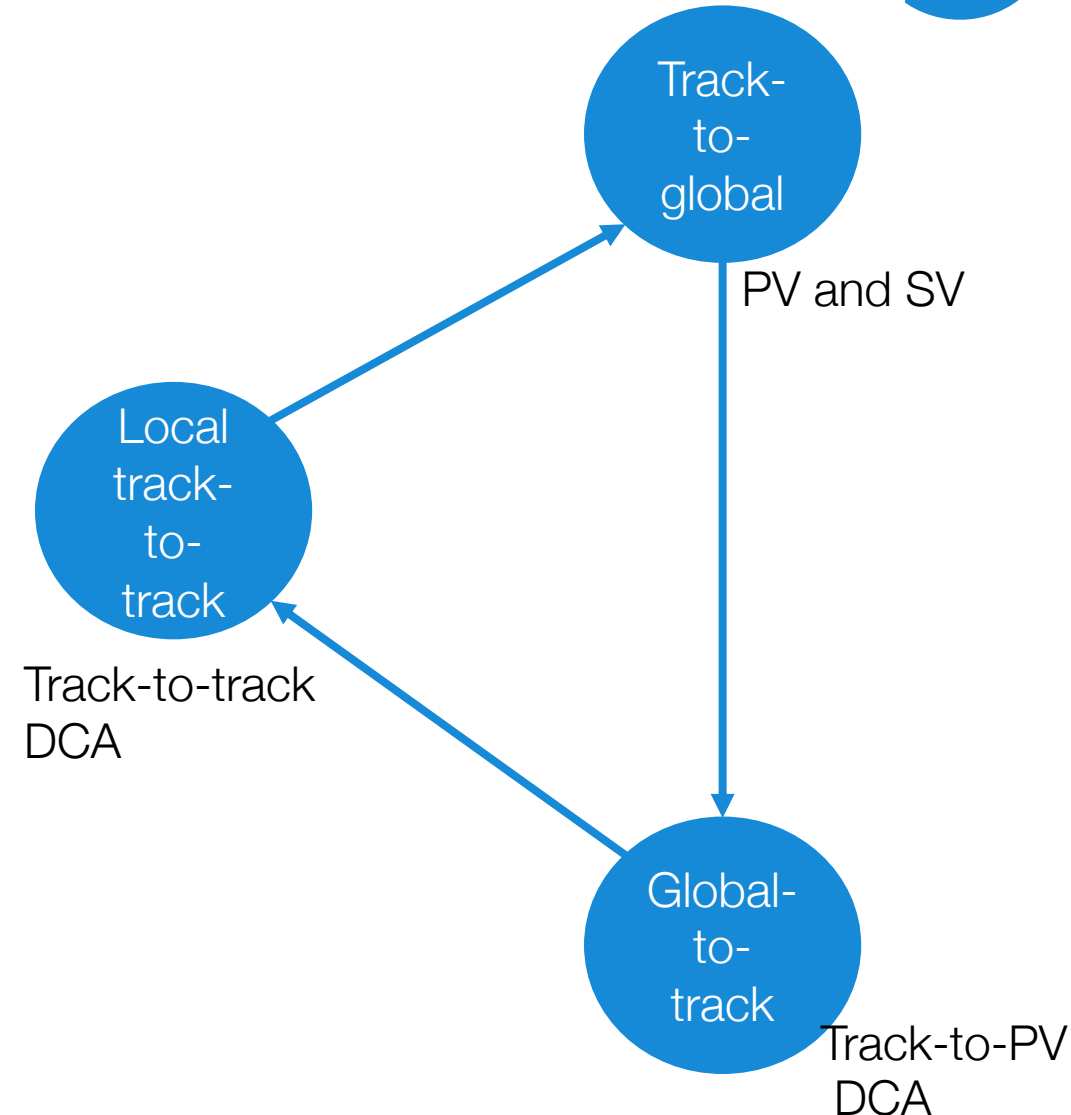 Track-
to-
global
PV and SV
Local
track-
to-
track
Track-to-track
DCA
Global-
to-
track
Track-to-PV
DCA